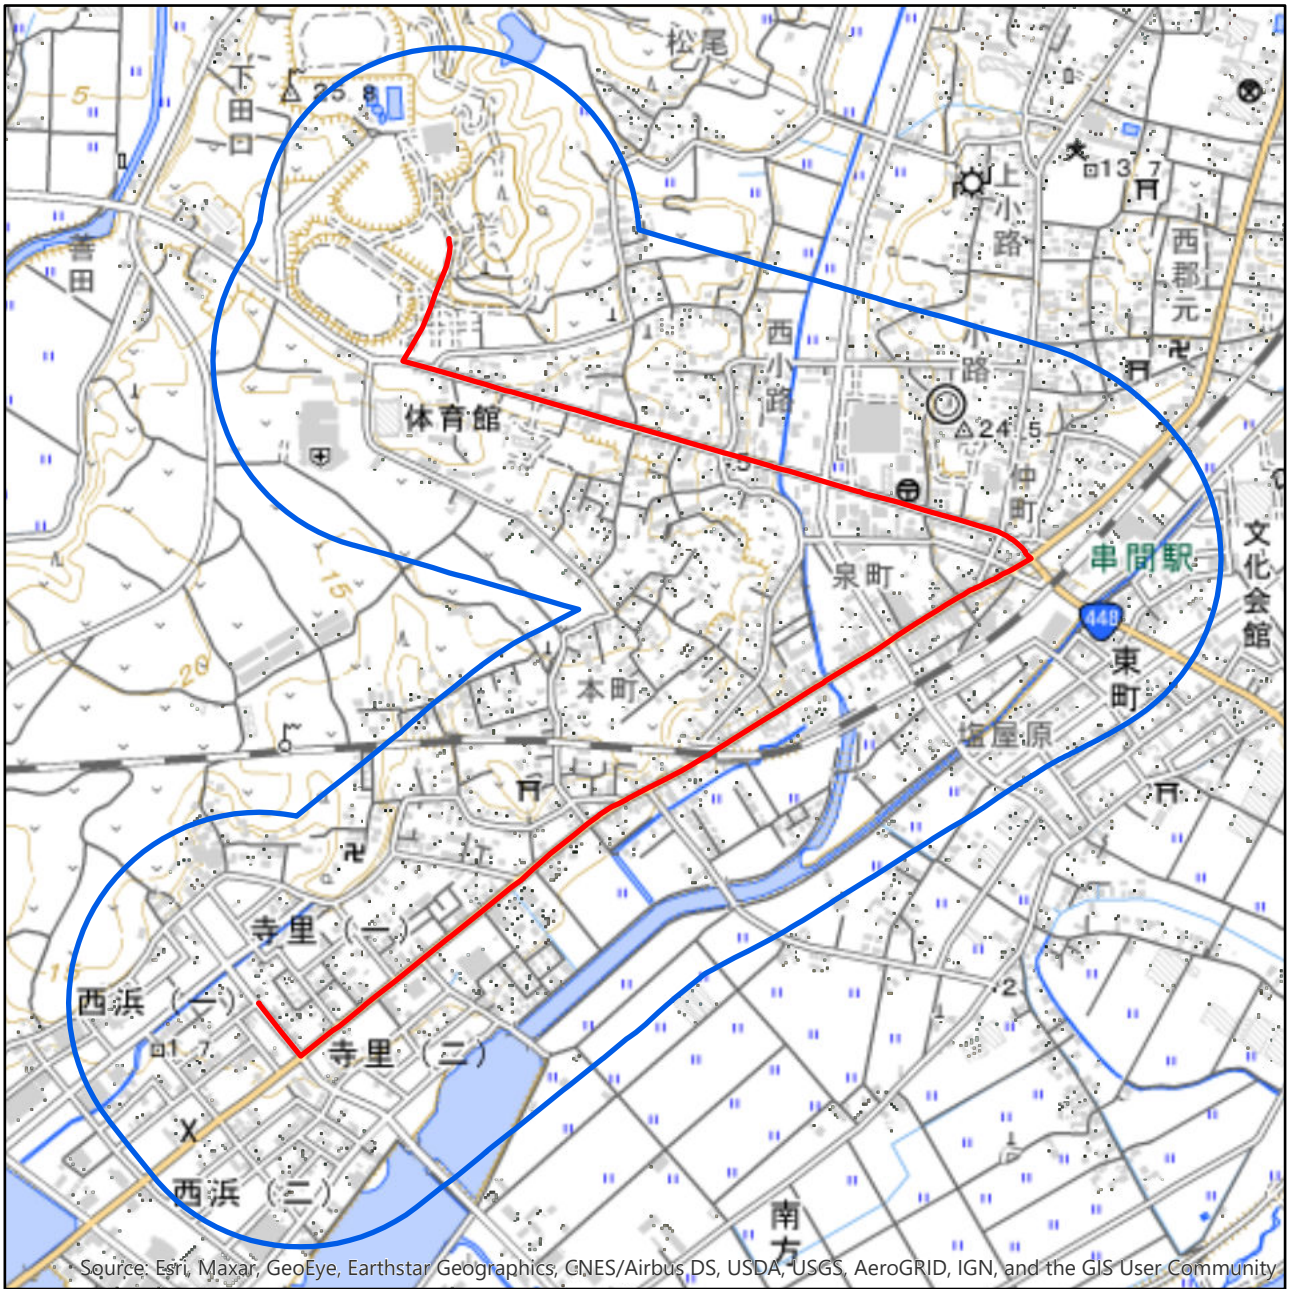 松尾
下田口
25.8
5
上小路
13.7
西郡元
善田
西小路
小路
体育館
24.5
5
仲町
串間駅
文化会館
泉町
448
15
20
東町
本町
塩屋原
寺里(一)
15
西浜(一)
2
1.7
寺里(二)
西浜(二)
南方
Source: Esri, Maxar, GeoEye, Earthstar Geographics, CNES/Airbus DS, USDA, USGS, AeroGRID, IGN, and the GIS User Community